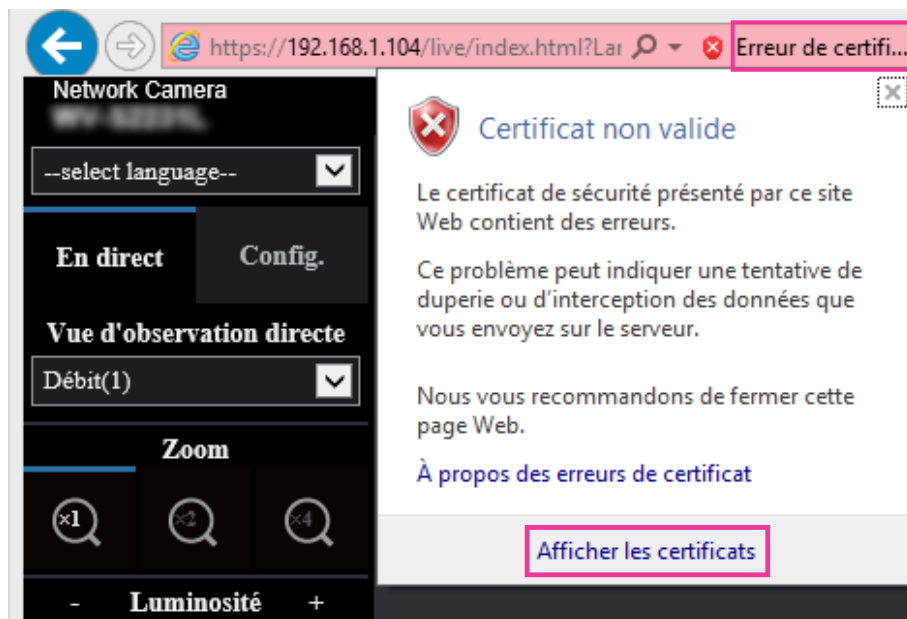 https://192.168.1.104/live/index.html?Lar
Erreur de certifi...
Network Camera
--select language--
En direct
Config.
Vue d'observation directe
Débit(1)
Zoom
×1
×2
×4
- Luminosité +
Certificat non valide
Le certificat de sécurité présenté par ce site
Web contient des erreurs.
Ce problème peut indiquer une tentative de
duperie ou d'interception des données que
vous envoyez sur le serveur.
Nous vous recommandons de fermer cette
page Web.
À propos des erreurs de certificat
Afficher les certificats